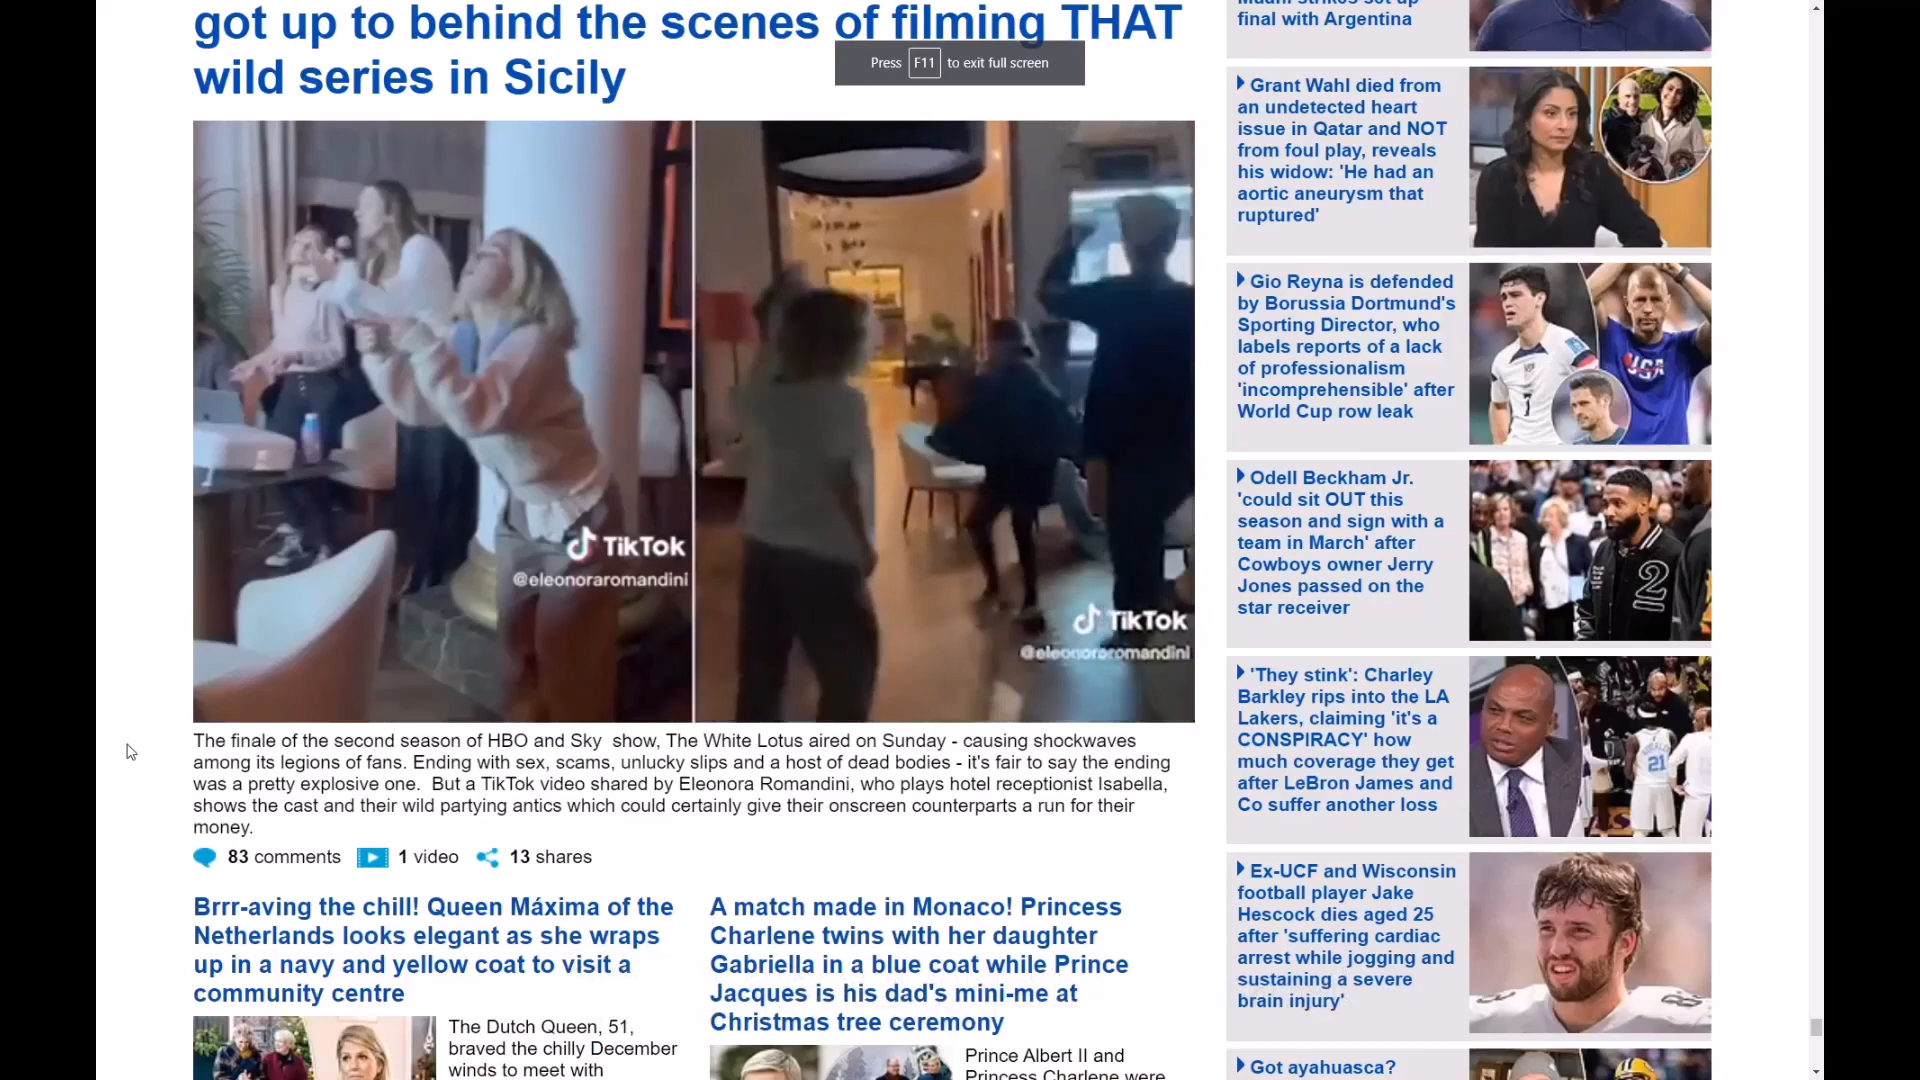 got up to behind the scenes of filming THAT
wild series in Sicily
Press F11 to exit full screen
TikTok
@eleonoraromandini
TikTok
@eleonoraromandini
The finale of the second season of HBO and Sky show, The White Lotus aired on Sunday - causing shockwaves
among its legions of fans. Ending with sex, scams, unlucky slips and a host of dead bodies - it's fair to say the ending
was a pretty explosive one. But a TikTok video shared by Eleonora Romandini, who plays hotel receptionist Isabella,
shows the cast and their wild partying antics which could certainly give their onscreen counterparts a run for their
money.
83 comments 1 video 13 shares
Brrr-aving the chill! Queen Máxima of the
Netherlands looks elegant as she wraps
up in a navy and yellow coat to visit a
community centre
The Dutch Queen, 51,
braved the chilly December
winds to meet with
A match made in Monaco! Princess
Charlene twins with her daughter
Gabriella in a blue coat while Prince
Jacques is his dad's mini-me at
Christmas tree ceremony
Prince Albert II and
Princess Charlene were
final with Argentina
Grant Wahl died from
an undetected heart
issue in Qatar and NOT
from foul play, reveals
his widow: 'He had an
aortic aneurysm that
ruptured'
Gio Reyna is defended
by Borussia Dortmund's
Sporting Director, who
labels reports of a lack
of professionalism
'incomprehensible' after
World Cup row leak
7
USA
Odell Beckham Jr.
'could sit OUT this
season and sign with a
team in March' after
Cowboys owner Jerry
Jones passed on the
star receiver
2
'They stink': Charley
Barkley rips into the LA
Lakers, claiming 'it's a
CONSPIRACY' how
much coverage they get
after LeBron James and
Co suffer another loss
21
Ex-UCF and Wisconsin
football player Jake
Hescock dies aged 25
after 'suffering cardiac
arrest while jogging and
sustaining a severe
brain injury'
Got ayahuasca?